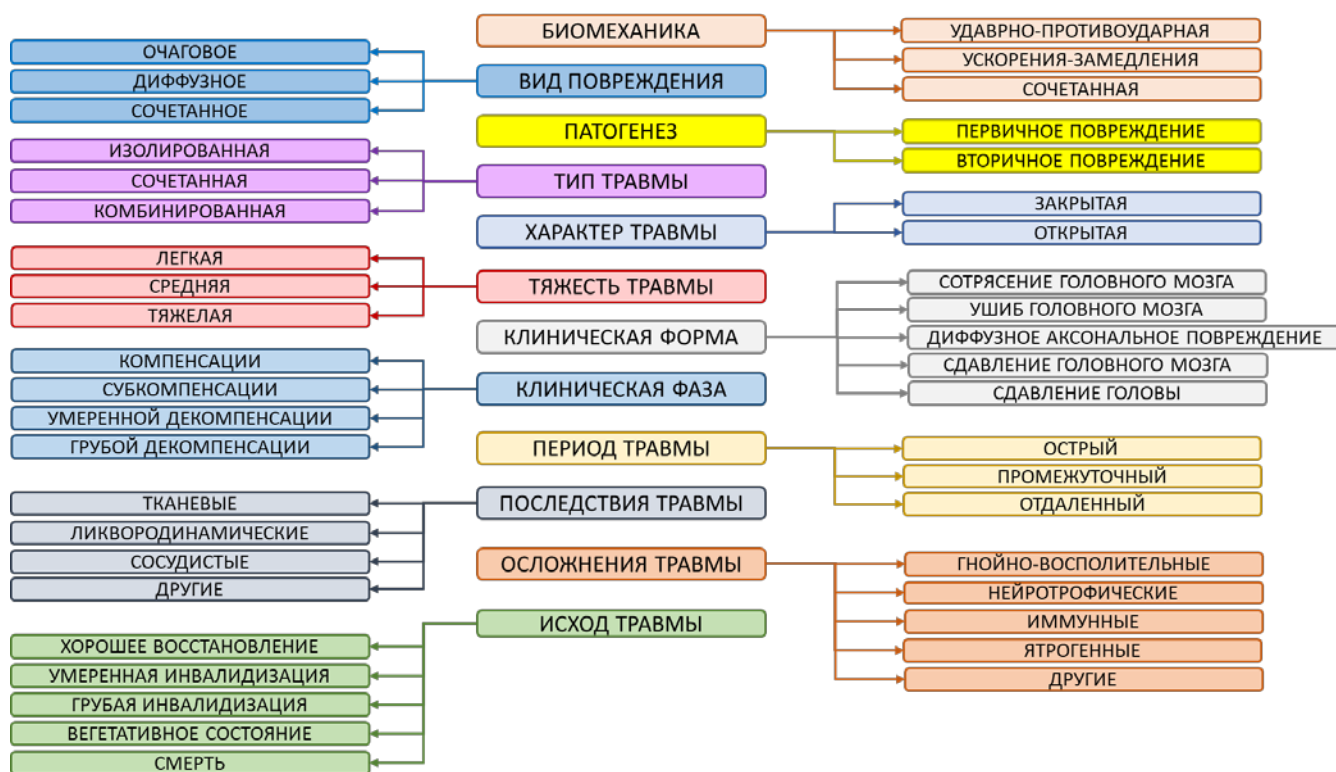 БИОМЕХАНИКА
УДАВРНО-ПРОТИВОУДАРНАЯ
УСКОРЕНИЯ-ЗАМЕДЛЕНИЯ
СОЧЕТАННАЯ
ВИД ПОВРЕЖДЕНИЯ
ОЧАГОВОЕ
ДИФФУЗНОЕ
СОЧЕТАННОЕ
ПАТОГЕНЕЗ
ПЕРВИЧНОЕ ПОВРЕЖДЕНИЕ
ВТОРИЧНОЕ ПОВРЕЖДЕНИЕ
ТИП ТРАВМЫ
ИЗОЛИРОВАННАЯ
СОЧЕТАННАЯ
КОМБИНИРОВАННАЯ
ХАРАКТЕР ТРАВМЫ
ЗАКРЫТАЯ
ОТКРЫТАЯ
ТЯЖЕСТЬ ТРАВМЫ
ЛЕГКАЯ
СРЕДНЯЯ
ТЯЖЕЛАЯ
КЛИНИЧЕСКАЯ ФОРМА
СОТРЯСЕНИЕ ГОЛОВНОГО МОЗГА
УШИБ ГОЛОВНОГО МОЗГА
ДИФФУЗНОЕ АКСОНАЛЬНОЕ ПОВРЕЖДЕНИЕ
СДАВЛЕНИЕ ГОЛОВНОГО МОЗГА
СДАВЛЕНИЕ ГОЛОВЫ
КЛИНИЧЕСКАЯ ФАЗА
КОМПЕНСАЦИИ
СУБКОМПЕНСАЦИИ
УМЕРЕННОЙ ДЕКОМПЕНСАЦИИ
ГРУБОЙ ДЕКОМПЕНСАЦИИ
ПЕРИОД ТРАВМЫ
ОСТРЫЙ
ПРОМЕЖУТОЧНЫЙ
ОТДАЛЕННЫЙ
ПОСЛЕДСТВИЯ ТРАВМЫ
ТКАНЕВЫЕ
ЛИКВОРОДИНАМИЧЕСКИЕ
СОСУДИСТЫЕ
ДРУГИЕ
ОСЛОЖНЕНИЯ ТРАВМЫ
ГНОЙНО-ВОСПОЛИТЕЛЬНЫЕ
НЕЙРОТРОФИЧЕСКИЕ
ИММУННЫЕ
ЯТРОГЕННЫЕ
ДРУГИЕ
ИСХОД ТРАВМЫ
ХОРОШЕЕ ВОССТАНОВЛЕНИЕ
УМЕРЕННАЯ ИНВАЛИДИЗАЦИЯ
ГРУБАЯ ИНВАЛИДИЗАЦИЯ
ВЕГЕТАТИВНОЕ СОСТОЯНИЕ
СМЕРТЬ